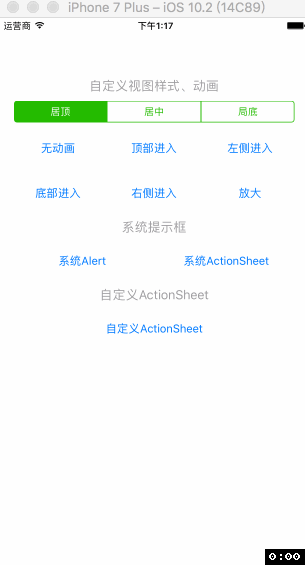 iPhone 7 Plus – iOS 10.2 (14C89)
运营商 下午1:17
自定义视图样式、动画
居顶 居中 局底
无动画 顶部进入 左侧进入
底部进入 右侧进入 放大
系统提示框
系统Alert 系统ActionSheet
自定义ActionSheet
自定义ActionSheet
0:00